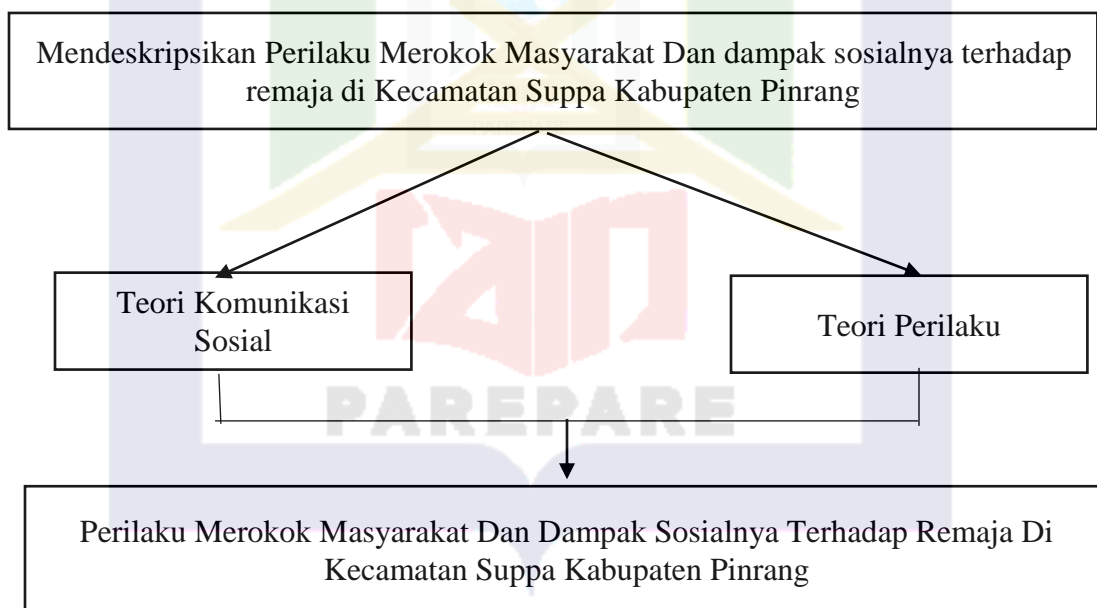 Mendeskripsikan Perilaku Merokok Masyarakat Dan dampak sosialnya terhadap
remaja di Kecamatan Suppa Kabupaten Pinrang
PAREPARE
Teori Komunikasi
Sosial
Teori Perilaku
PAREPARE
Perilaku Merokok Masyarakat Dan Dampak Sosialnya Terhadap Remaja Di
Kecamatan Suppa Kabupaten Pinrang